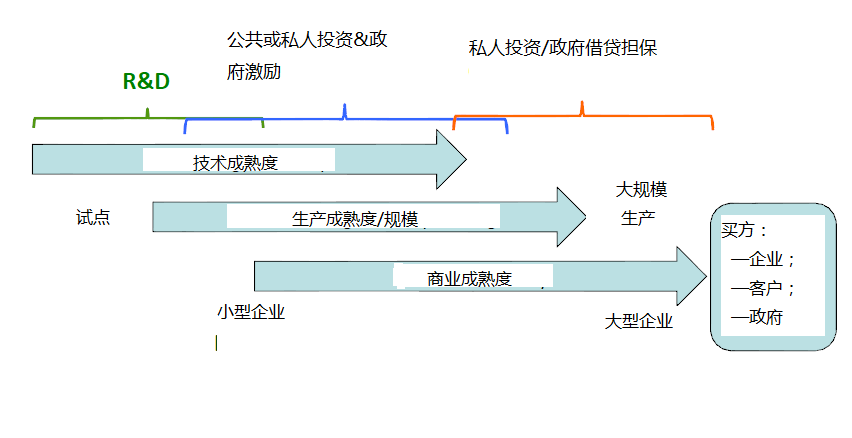 公共或私人投资&政
府激励
私人投资/政府借贷担保
R&D
技术成熟度
试点
生产成熟度/规模
大规模
生产
买方：
—企业；
—客户；
—政府
商业成熟度
小型企业
大型企业